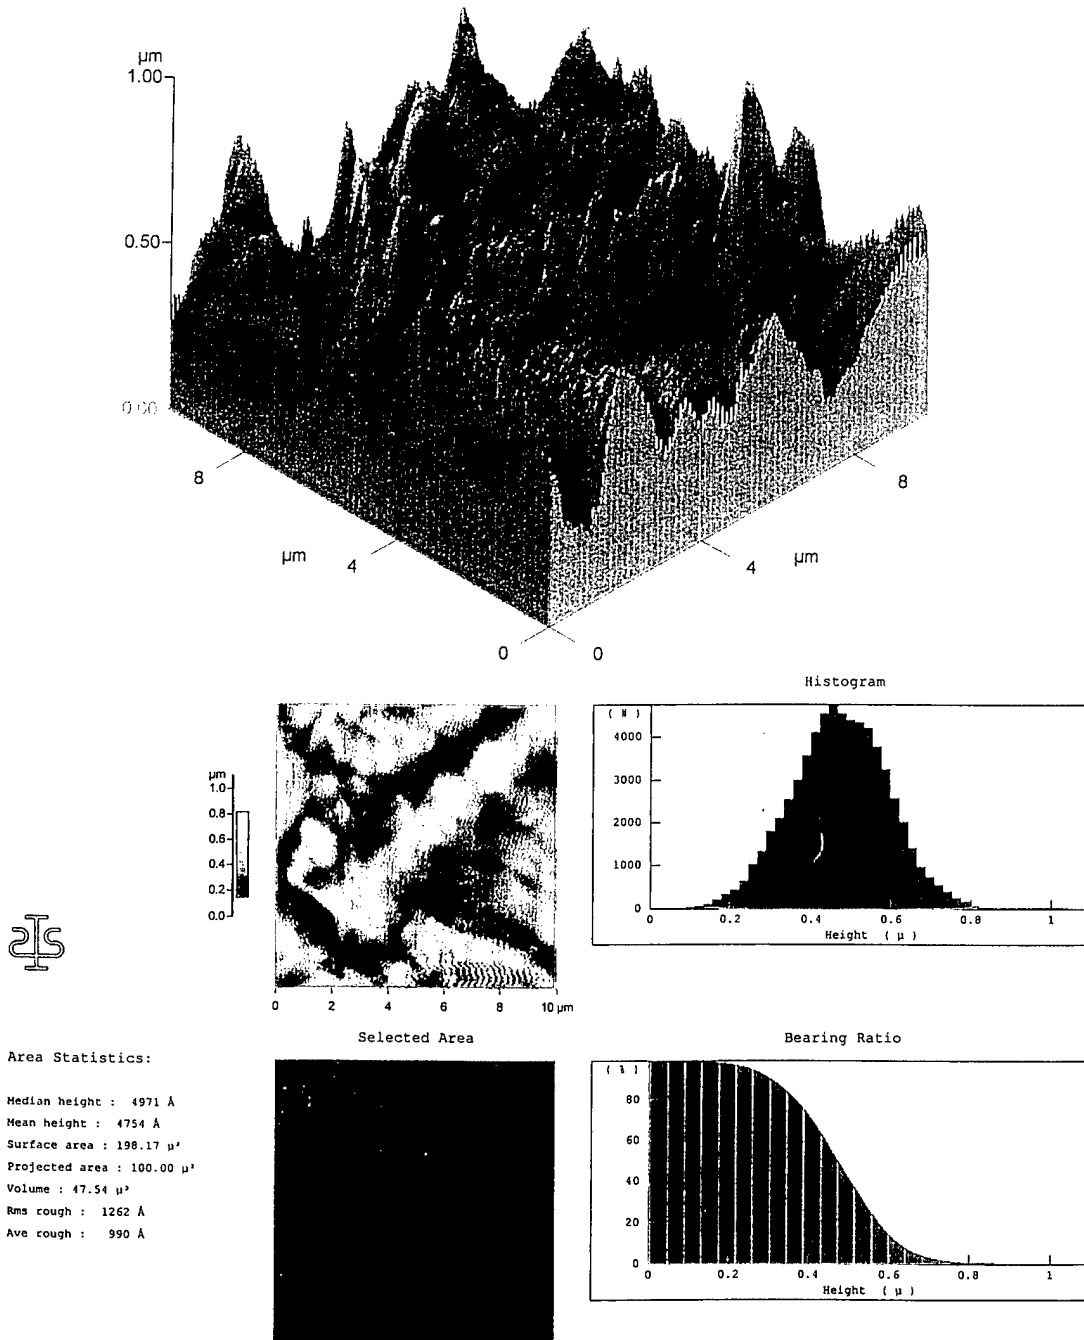 µm
1.00
0.50
0.00
8
µm
4
0
0
4
µm
8
Histogram
( N )
4000
3000
2000
1000
0
0 0.2 0.4 0.6 0.8 1
Height ( µ )
µm
1.0
0.8
0.6
0.4
0.2
0.0
0 2 4 6 8 10 µm
Selected Area
Bearing Ratio
( % )
80
60
40
20
0
0 0.2 0.4 0.6 0.8 1
Height ( µ )
Area Statistics:
Median height : 4971 Å
Mean height : 4754 Å
Surface area : 198.17 µ²
Projected area : 100.00 µ²
Volume : 47.54 µ³
Rms rough : 1262 Å
Ave rough : 990 Å